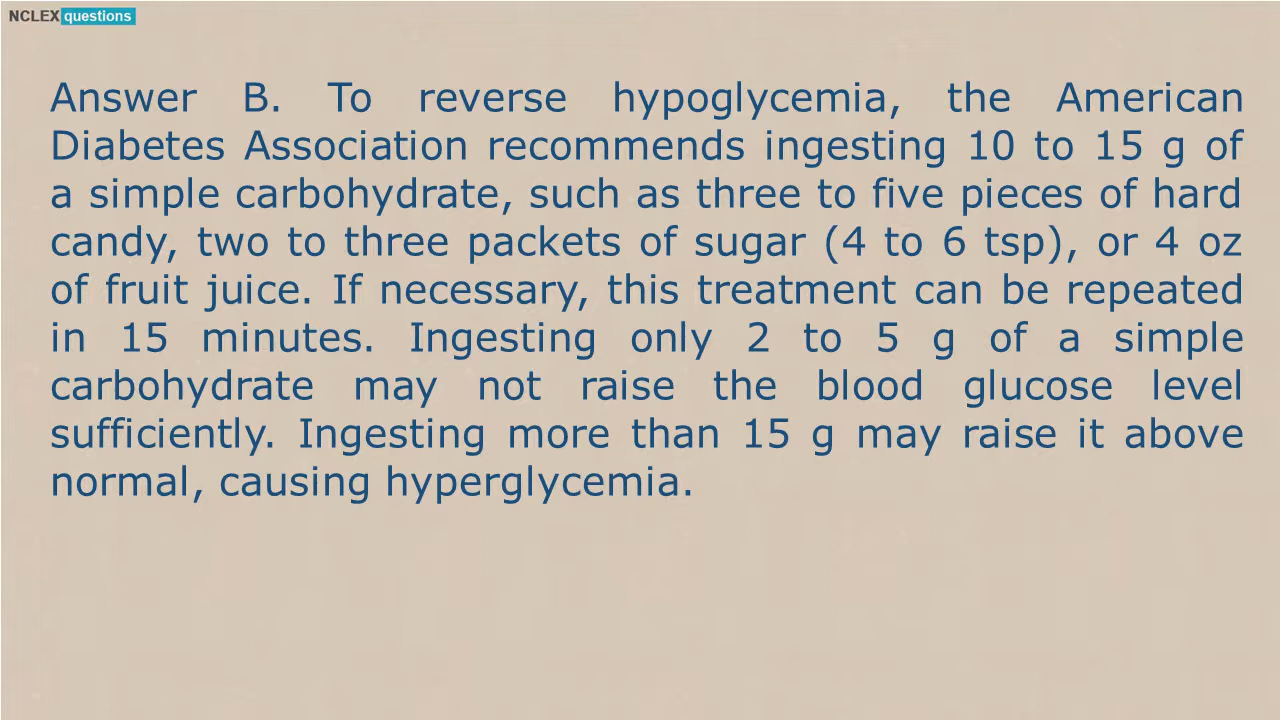 NCLEX questions
Answer B. To reverse hypoglycemia, the American
Diabetes Association recommends ingesting 10 to 15 g of
a simple carbohydrate, such as three to five pieces of hard
candy, two to three packets of sugar (4 to 6 tsp), or 4 oz
of fruit juice. If necessary, this treatment can be repeated
in 15 minutes. Ingesting only 2 to 5 g of a simple
carbohydrate may not raise the blood glucose level
sufficiently. Ingesting more than 15 g may raise it above
normal, causing hyperglycemia.